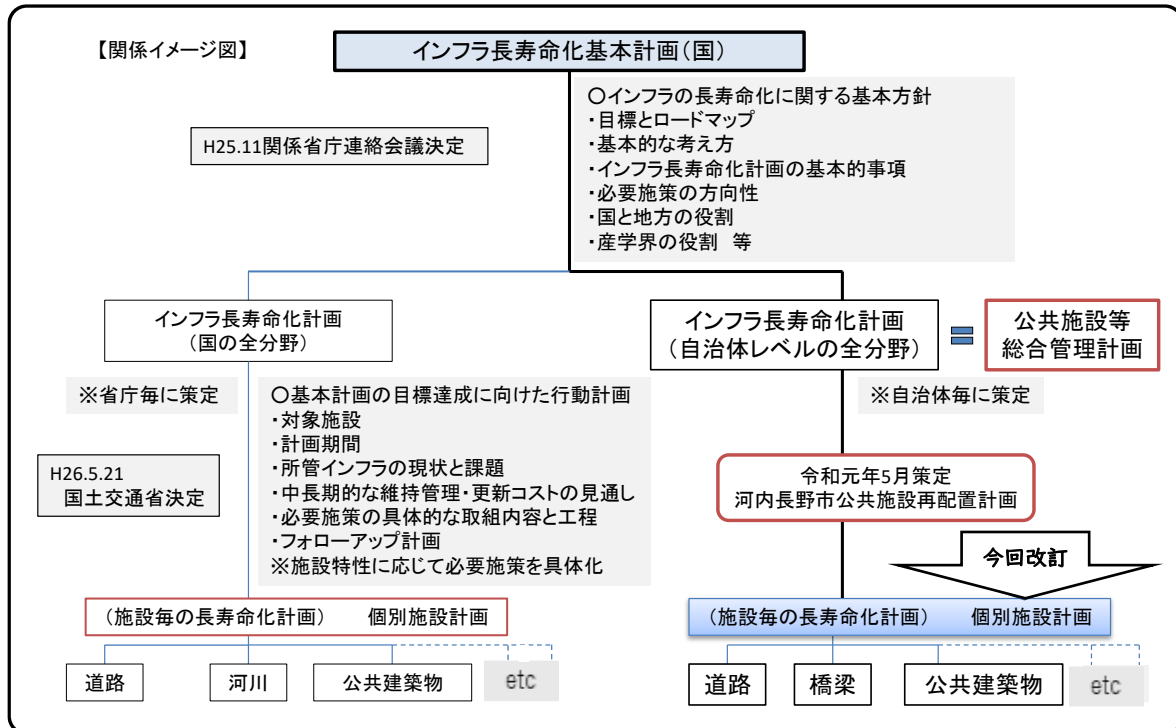 【関係イメージ図】
インフラ長寿命化基本計画(国)
H25.11関係省庁連絡会議決定
○インフラの長寿命化に関する基本方針
・目標とロードマップ
・基本的な考え方
・インフラ長寿命化計画の基本的事項
・必要施策の方向性
・国と地方の役割
・産学界の役割 等
インフラ長寿命化計画
(国の全分野)
インフラ長寿命化計画
(自治体レベルの全分野)
=
公共施設等
総合管理計画
※省庁毎に策定
○基本計画の目標達成に向けた行動計画
・対象施設
・計画期間
・所管インフラの現状と課題
・中長期的な維持管理・更新コストの見通し
・必要施策の具体的な取組内容と工程
・フォローアップ計画
※施設特性に応じて必要施策を具体化
※自治体毎に策定
H26.5.21
国土交通省決定
令和元年5月策定
河内長野市公共施設再配置計画
今回改訂
(施設毎の長寿命化計画) 個別施設計画
(施設毎の長寿命化計画) 個別施設計画
道路
河川
公共建築物
etc
道路
橋梁
公共建築物
etc